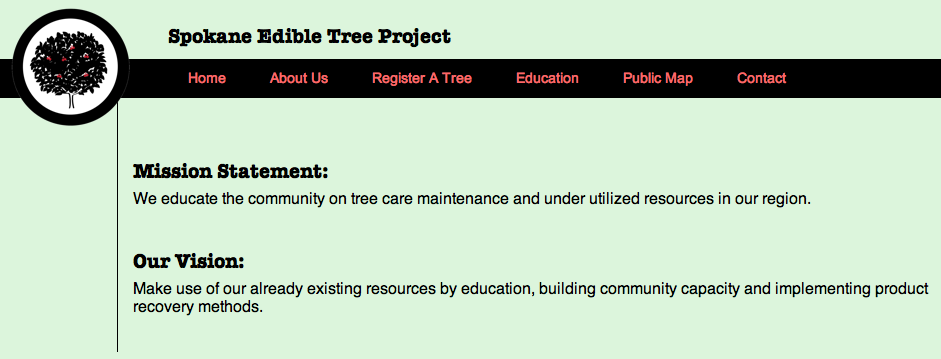 Spokane Edible Tree Project
Home About Us Register A Tree Education Public Map Contact
Mission Statement:
We educate the community on tree care maintenance and under utilized resources in our region.
Our Vision:
Make use of our already existing resources by education, building community capacity and implementing product
recovery methods.